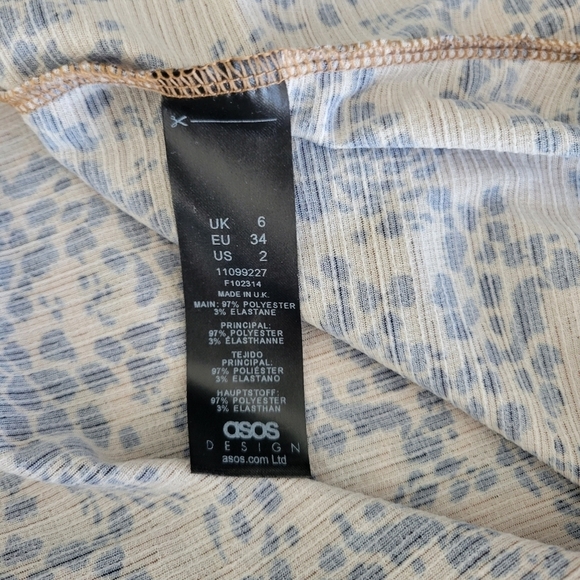 UK 6
EU 34
US 2
11099227
F102314
MADE IN U.K.
MAIN: 97% POLYESTER
3% ELASTANE
PRINCIPAL:
97% POLYESTER
3% ELASTHANNE
TEJIDO
PRINCIPAL:
97% POLIÉSTER
3% ELASTANO
HAUPTSTOFF:
97% POLYESTER
3% ELASTHAN
asos
DESIGN
asos.com Ltd